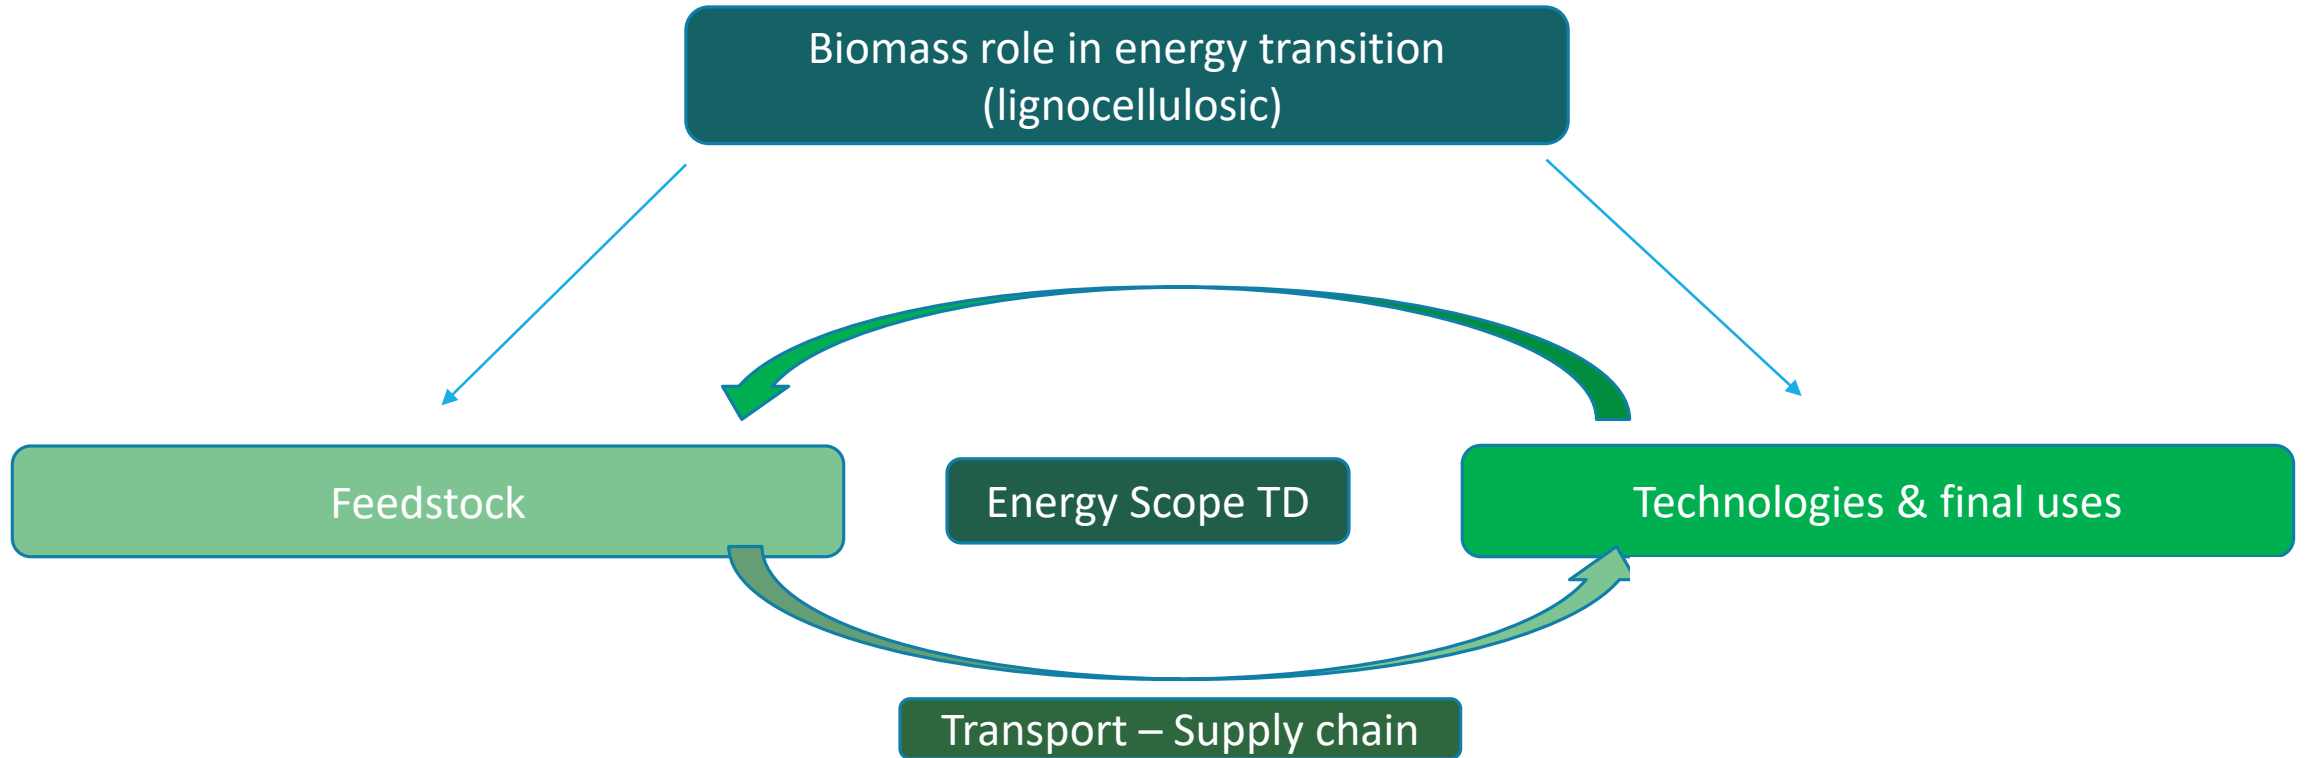 Biomass role in energy transition
(lignocellulosic)
Feedstock
Energy Scope TD
Technologies & final uses
Transport – Supply chain